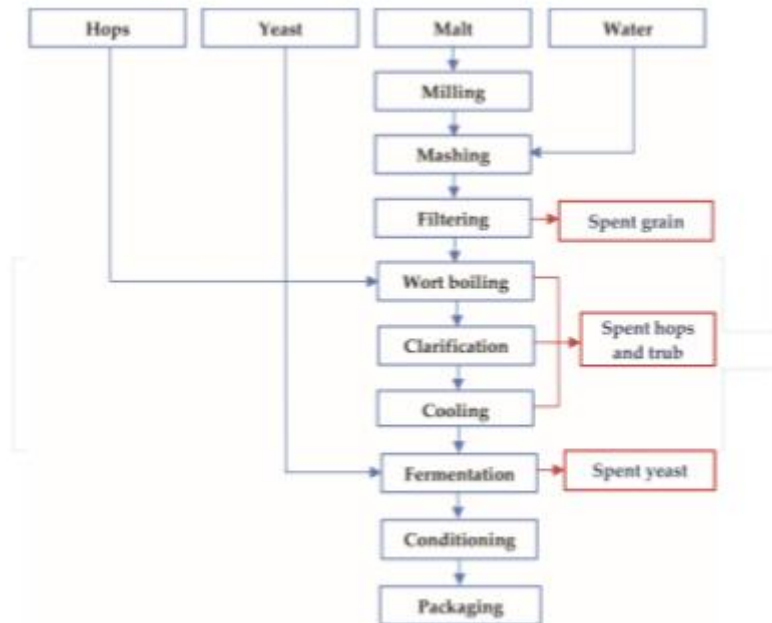 Hops
Yeast
Malt
Water
Milling
Mashing
Filtering
Spent grain
Wort boiling
Spent hops
and trub
Clarification
Cooling
Fermentation
Spent yeast
Conditioning
Packaging